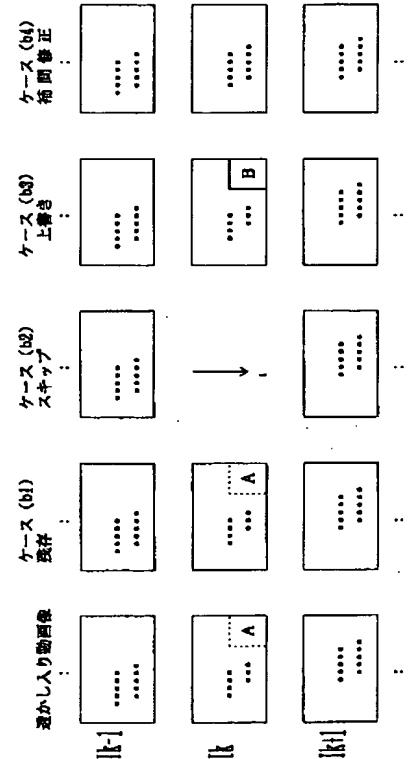 透かし入り動画像
ケース (b1)
残存
ケース (b2)
スキップ
ケース (b3)
上書き
ケース (b4)
補間修正
Ik-1
Ik
A
A
B
Ik+1